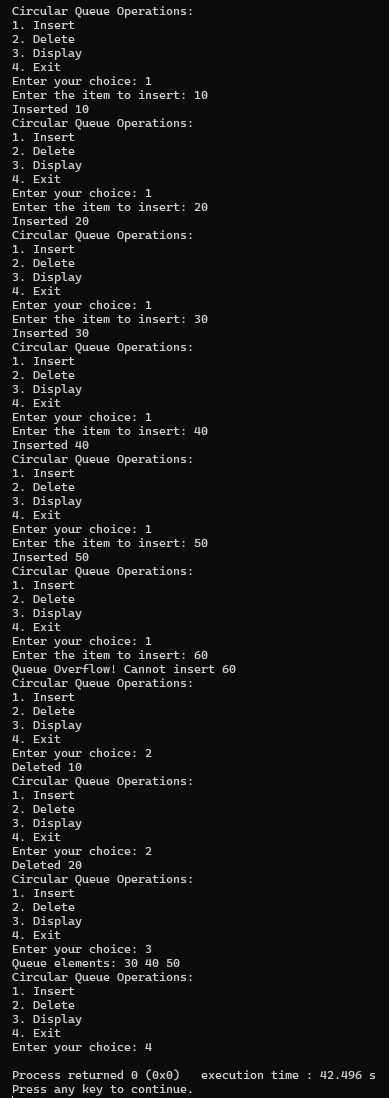 Circular Queue Operations:
1. Insert
2. Delete
3. Display
4. Exit
Enter your choice: 1
Enter the item to insert: 10
Inserted 10
Circular Queue Operations:
1. Insert
2. Delete
3. Display
4. Exit
Enter your choice: 1
Enter the item to insert: 20
Inserted 20
Circular Queue Operations:
1. Insert
2. Delete
3. Display
4. Exit
Enter your choice: 1
Enter the item to insert: 30
Inserted 30
Circular Queue Operations:
1. Insert
2. Delete
3. Display
4. Exit
Enter your choice: 1
Enter the item to insert: 40
Inserted 40
Circular Queue Operations:
1. Insert
2. Delete
3. Display
4. Exit
Enter your choice: 1
Enter the item to insert: 50
Inserted 50
Circular Queue Operations:
1. Insert
2. Delete
3. Display
4. Exit
Enter your choice: 1
Enter the item to insert: 60
Queue Overflow! Cannot insert 60
Circular Queue Operations:
1. Insert
2. Delete
3. Display
4. Exit
Enter your choice: 2
Deleted 10
Circular Queue Operations:
1. Insert
2. Delete
3. Display
4. Exit
Enter your choice: 2
Deleted 20
Circular Queue Operations:
1. Insert
2. Delete
3. Display
4. Exit
Enter your choice: 3
Queue elements: 30 40 50
Circular Queue Operations:
1. Insert
2. Delete
3. Display
4. Exit
Enter your choice: 4

Process returned 0 (0x0)   execution time : 42.496 s
Press any key to continue.